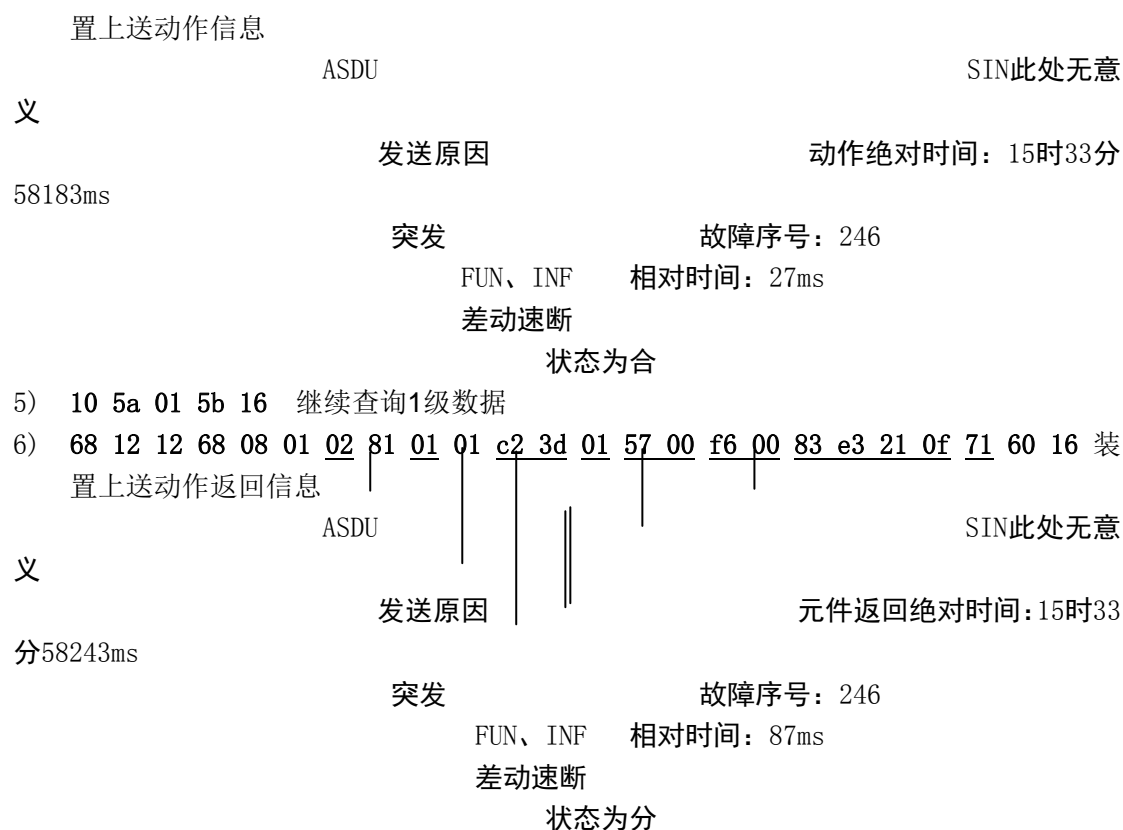 置上送动作信息
ASDU SIN此处无意
义
发送原因 动作绝对时间：15时33分
58183ms
突发 故障序号：246
FUN、INF 相对时间：27ms
差动速断
状态为合
5) 10 5a 01 5b 16 继续查询1级数据
6) 68 12 12 68 08 01 02 81 01 01 c2 3d 01 57 00 f6 00 83 e3 21 0f 71 60 16 装
置上送动作返回信息
ASDU SIN此处无意
义
发送原因 元件返回绝对时间：15时33
分58243ms
突发 故障序号：246
FUN、INF 相对时间：87ms
差动速断
状态为分